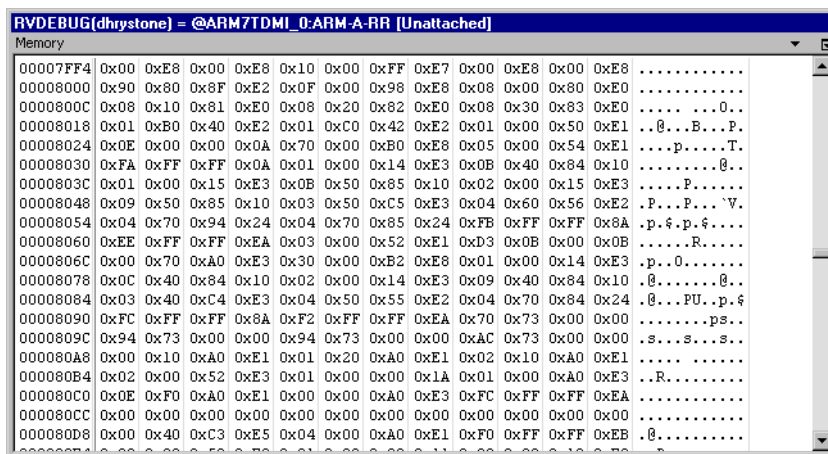 RVDEBUG(dhrystone) = @ARM7TDMI_0:ARM-A-RR [Unattached]
Memory
00007FF4 0x00 0xE8 0x00 0xE8 0x10 0x00 0xFF 0xE7 0x00 0xE8 0x00 0xE8 ............
00008000 0x90 0x80 0x8F 0xE2 0x0F 0x00 0x98 0xE8 0x08 0x00 0x80 0xE0 ............
0000800C 0x08 0x10 0x81 0xE0 0x08 0x20 0x82 0xE0 0x08 0x30 0x83 0xE0 ..... ...0..
00008018 0x01 0xB0 0x40 0xE2 0x01 0xC0 0x42 0xE2 0x01 0x00 0x50 0xE1 ..@...B...P.
00008024 0x0E 0x00 0x00 0x0A 0x70 0x00 0xB0 0xE8 0x05 0x00 0x54 0xE1 ....p.....T.
00008030 0xFA 0xFF 0xFF 0x0A 0x01 0x00 0x14 0xE3 0x0B 0x40 0x84 0x10 .........@..
0000803C 0x01 0x00 0x15 0xE3 0x0B 0x50 0x85 0x10 0x02 0x00 0x15 0xE3 .....P......
00008048 0x09 0x50 0x85 0x10 0x03 0x50 0xC5 0xE3 0x04 0x60 0x56 0xE2 .P...P...`V.
00008054 0x04 0x70 0x94 0x24 0x04 0x70 0x85 0x24 0xFB 0xFF 0xFF 0x8A .p.$.p.$....
00008060 0xEE 0xFF 0xFF 0xEA 0x03 0x00 0x52 0xE1 0xD3 0x0B 0x00 0x0B ......R.....
0000806C 0x00 0x70 0xA0 0xE3 0x30 0x00 0xB2 0xE8 0x01 0x00 0x14 0xE3 .p..0.......
00008078 0x0C 0x40 0x84 0x10 0x02 0x00 0x14 0xE3 0x09 0x40 0x84 0x10 .@.......@..
00008084 0x03 0x40 0xC4 0xE3 0x04 0x50 0x55 0xE2 0x04 0x70 0x84 0x24 .@...PU..p.$
00008090 0xFC 0xFF 0xFF 0x8A 0xF2 0xFF 0xFF 0xEA 0x70 0x73 0x00 0x00 ........ps..
0000809C 0x94 0x73 0x00 0x00 0x94 0x73 0x00 0x00 0xAC 0x73 0x00 0x00 .s...s...s..
000080A8 0x00 0x10 0xA0 0xE1 0x01 0x20 0xA0 0xE1 0x02 0x10 0xA0 0xE1 ..... ......
000080B4 0x02 0x00 0x52 0xE3 0x01 0x00 0x00 0x1A 0x01 0x00 0xA0 0xE3 ..R.........
000080C0 0x0E 0xF0 0xA0 0xE1 0x00 0x00 0xA0 0xE3 0xFC 0xFF 0xFF 0xEA ............
000080CC 0x00 0x00 0x00 0x00 0x00 0x00 0x00 0x00 0x00 0x00 0x00 0x00 ............
000080D8 0x00 0x40 0xC3 0xE5 0x04 0x00 0xA0 0xE1 0xF0 0xFF 0xFF 0xEB .@..........